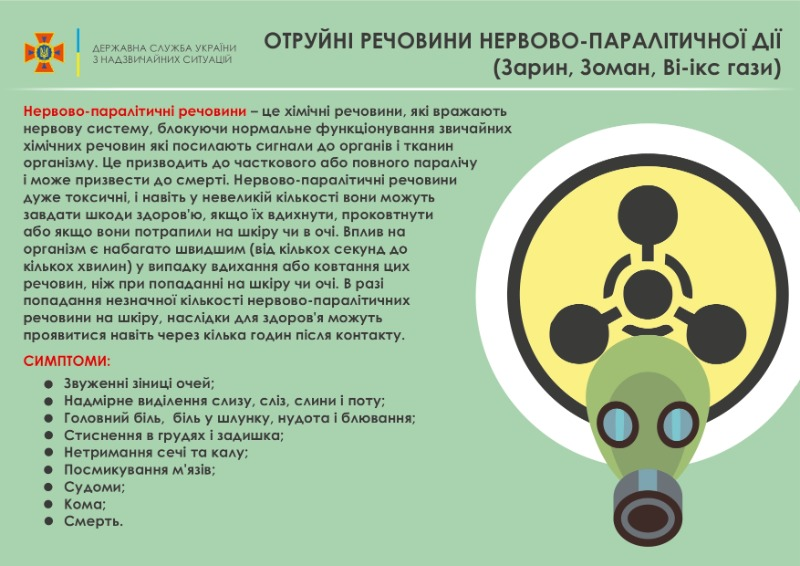 ДЕРЖАВНА СЛУЖБА УКРАЇНИ
З НАДЗВИЧАЙНИХ СИТУАЦІЙ
ОТРУЙНІ РЕЧОВИНИ НЕРВОВО-ПАРАЛІТИЧНОЇ ДІЇ
(Зарин, Зоман, Ві-ікс гази)
Нервово-паралітичні речовини – це хімічні речовини, які вражають
нервову систему, блокуючи нормальне функціонування звичайних
хімічних речовин які посилають сигнали до органів і тканин
організму. Це призводить до часткового або повного паралічу
і може призвести до смерті. Нервово-паралітичні речовини
дуже токсичні, і навіть у невеликій кількості вони можуть
завдати шкоди здоров'ю, якщо їх вдихнути, проковтнути
або якщо вони потрапили на шкіру чи в очі. Вплив на
організм є набагато швидшим (від кількох секунд до
кількох хвилин) у випадку вдихання або ковтання цих
речовин, ніж при попаданні на шкіру чи очі. В разі
попадання незначної кількості нервово-паралітичних
речовини на шкіру, наслідки для здоров'я можуть
проявитися навіть через кілька годин після контакту.
СИМПТОМИ:
● Звуженні зіниці очей;
● Надмірне виділення слизу, сліз, слини і поту;
● Головний біль,  біль у шлунку, нудота і блювання;
● Стиснення в грудях і задишка;
● Нетримання сечі та калу;
● Посмикування м'язів;
● Судоми;
● Кома;
● Смерть.